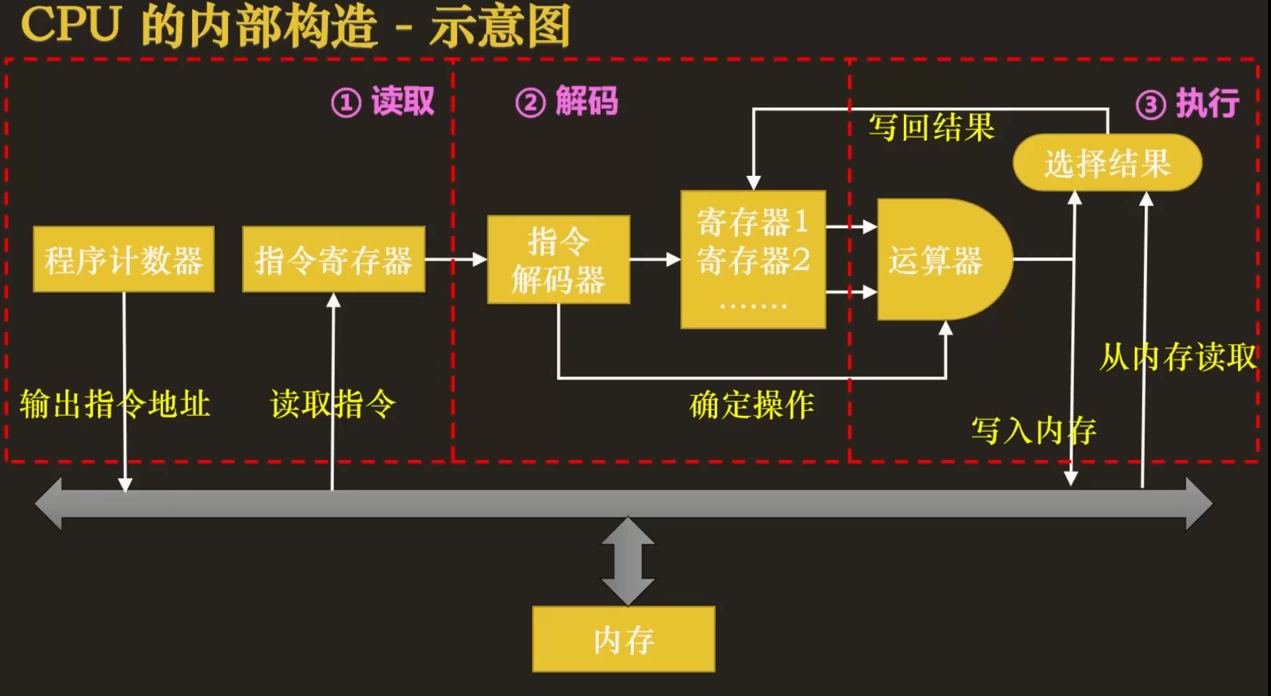 CPU 的内部构造 - 示意图
① 读取
② 解码
③ 执行
写回结果
选择结果
程序计数器
指令寄存器
指令
解码器
寄存器1
寄存器2
.......
运算器
从内存读取
输出指令地址
读取指令
确定操作
写入内存
内存